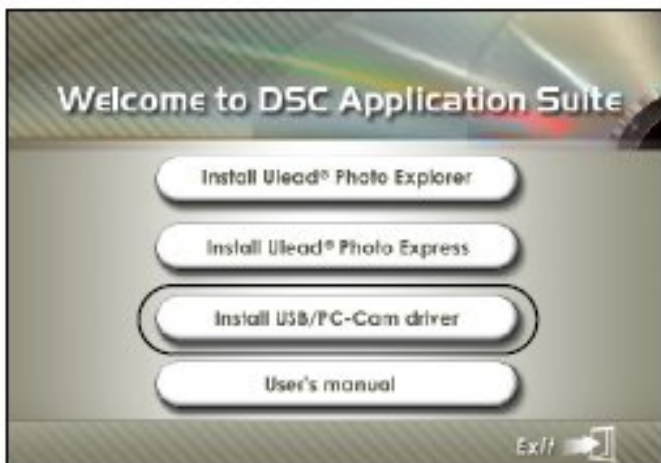 Welcome to DSC Application Suite
Install Ulead® Photo Explorer
Install Ulead® Photo Express
Install USB/PC-Cam driver
User's manual
Exit